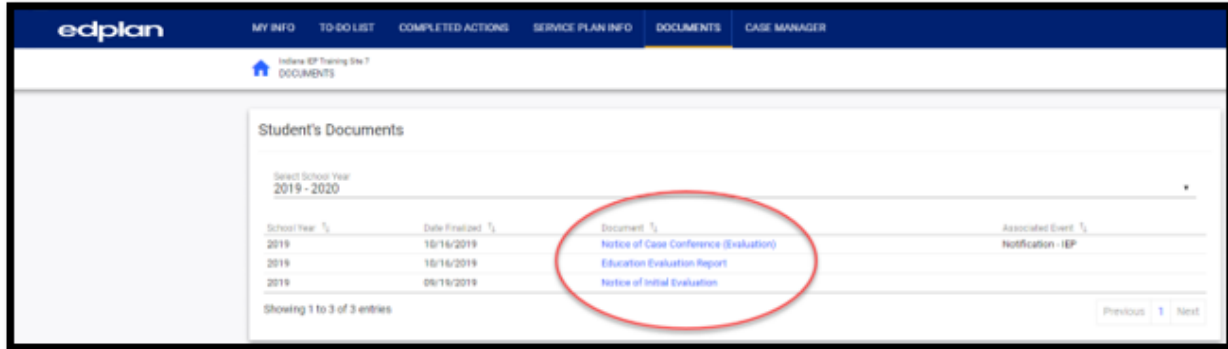 edplan MY INFO TO-DO LIST COMPLETED ACTIONS SERVICE PLAN INFO DOCUMENTS CASE MANAGER
Indiana IEP Training Site 7
DOCUMENTS
Student's Documents
Select School Year
2019 - 2020
School Year Date Finalized Document Associated Event
2019 10/16/2019 Notice of Case Conference (Evaluation) Notification - IEP
2019 10/16/2019 Education Evaluation Report
2019 09/19/2019 Notice of Initial Evaluation
Showing 1 to 3 of 3 entries Previous 1 Next